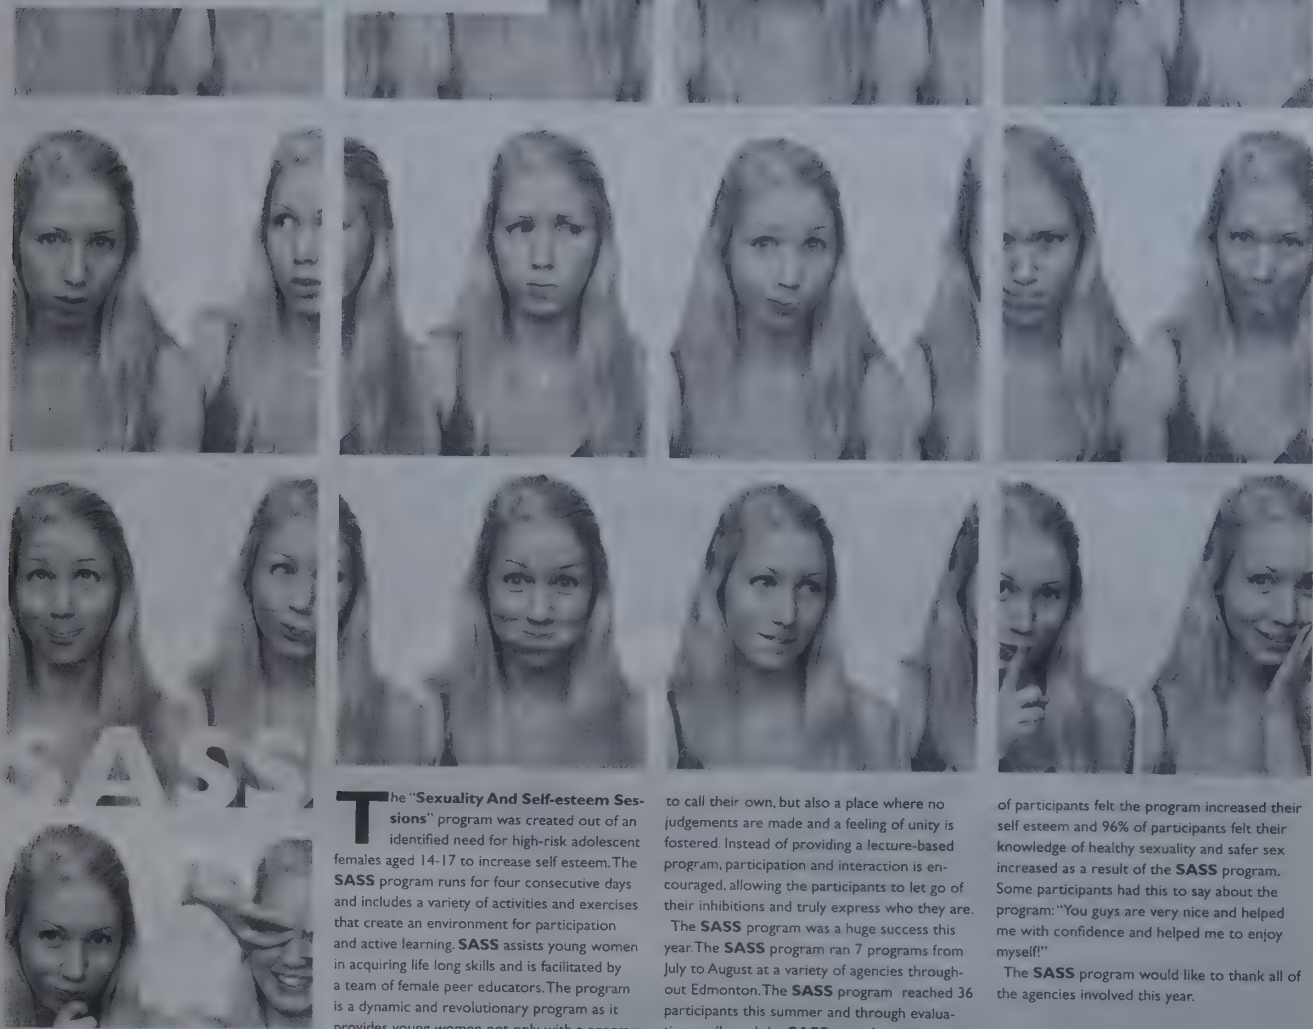 SASS
The "Sexuality And Self-esteem Ses-
sions" program was created out of an
identified need for high-risk adolescent
females aged 14-17 to increase self esteem. The
SASS program runs for four consecutive days
and includes a variety of activities and exercises
that create an environment for participation
and active learning. SASS assists young women
in acquiring life long skills and is facilitated by
a team of female peer educators. The program
is a dynamic and revolutionary program as it
provides young women not only with a program
to call their own, but also a place where no
judgements are made and a feeling of unity is
fostered. Instead of providing a lecture-based
program, participation and interaction is en-
couraged, allowing the participants to let go of
their inhibitions and truly express who they are.
The SASS program was a huge success this
year. The SASS program ran 7 programs from
July to August at a variety of agencies through-
out Edmonton. The SASS program reached 36
participants this summer and through evalua-
of participants felt the program increased their
self esteem and 96% of participants felt their
knowledge of healthy sexuality and safer sex
increased as a result of the SASS program.
Some participants had this to say about the
program: "You guys are very nice and helped
me with confidence and helped me to enjoy
myself!"
The SASS program would like to thank all of
the agencies involved this year.